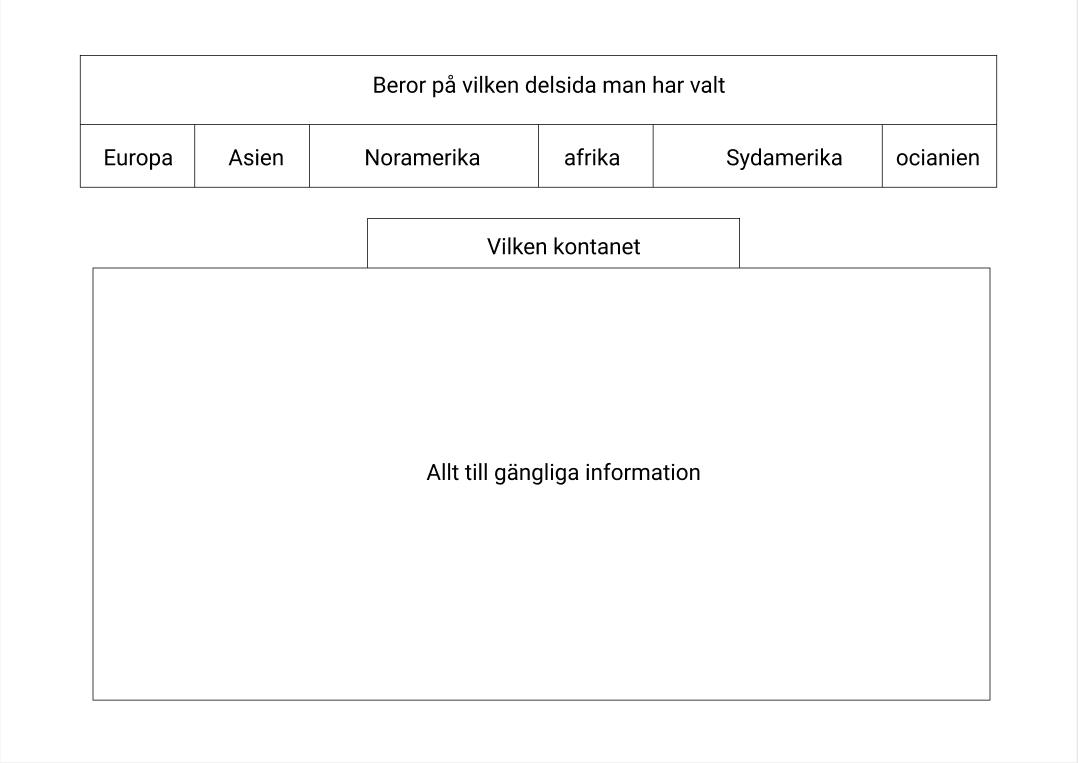 Beror på vilken delsida man har valt
Europa
Asien
Noramerika
afrika
Sydamerika
ocianien
Vilken kontanet
Allt till gängliga information